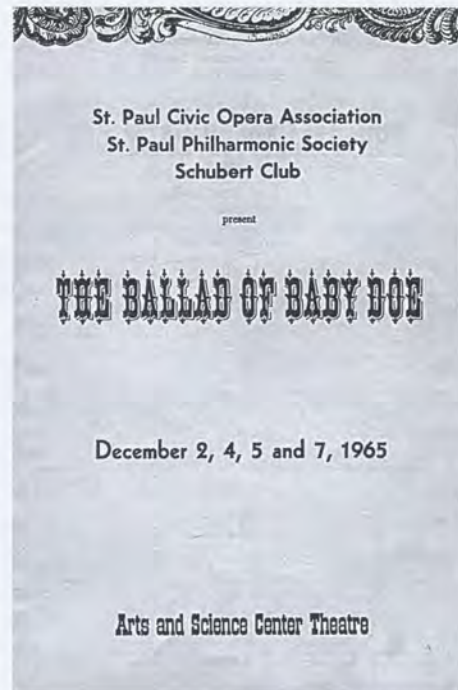 St. Paul Civic Opera Association
St. Paul Philharmonic Society
Schubert Club
present
THE BALLAD OF BABY DOE
December 2, 4, 5 and 7, 1965
Arts and Science Center Theatre